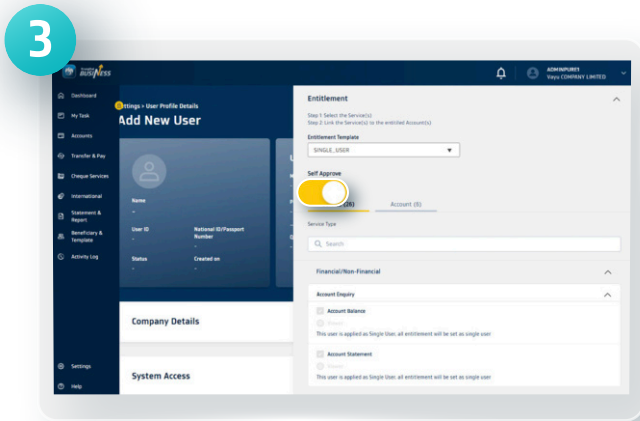 3
BUSINESS
ADMINPURE1
Vayu COMPANY LIMITED
Dashboard
My Task
Accounts
Transfer & Pay
Cheque Services
International
Statement &
Report
Beneficiary &
Template
Activity Log
Settings
Help
ttings > User Profile Details
Add New User
Name
-
User ID
-
National ID/Passport
Number
-
Status
-
Created on
-
Company Details
System Access
Entitlement
Step 1 Select the Service(s)
Step 2: Link the Service(s) to the entitled Account(s)
Entitlement Template
SINGLE_USER
Self Approve
(26)
Account (6)
Service Type
Search
Financial/Non-Financial
Account Enquiry
Account Balance
Viewer
This user is applied as Single User, all entitlement will be set as single user
Account Statement
Viewer
This user is applied as Single User, all entitlement will be set as single user